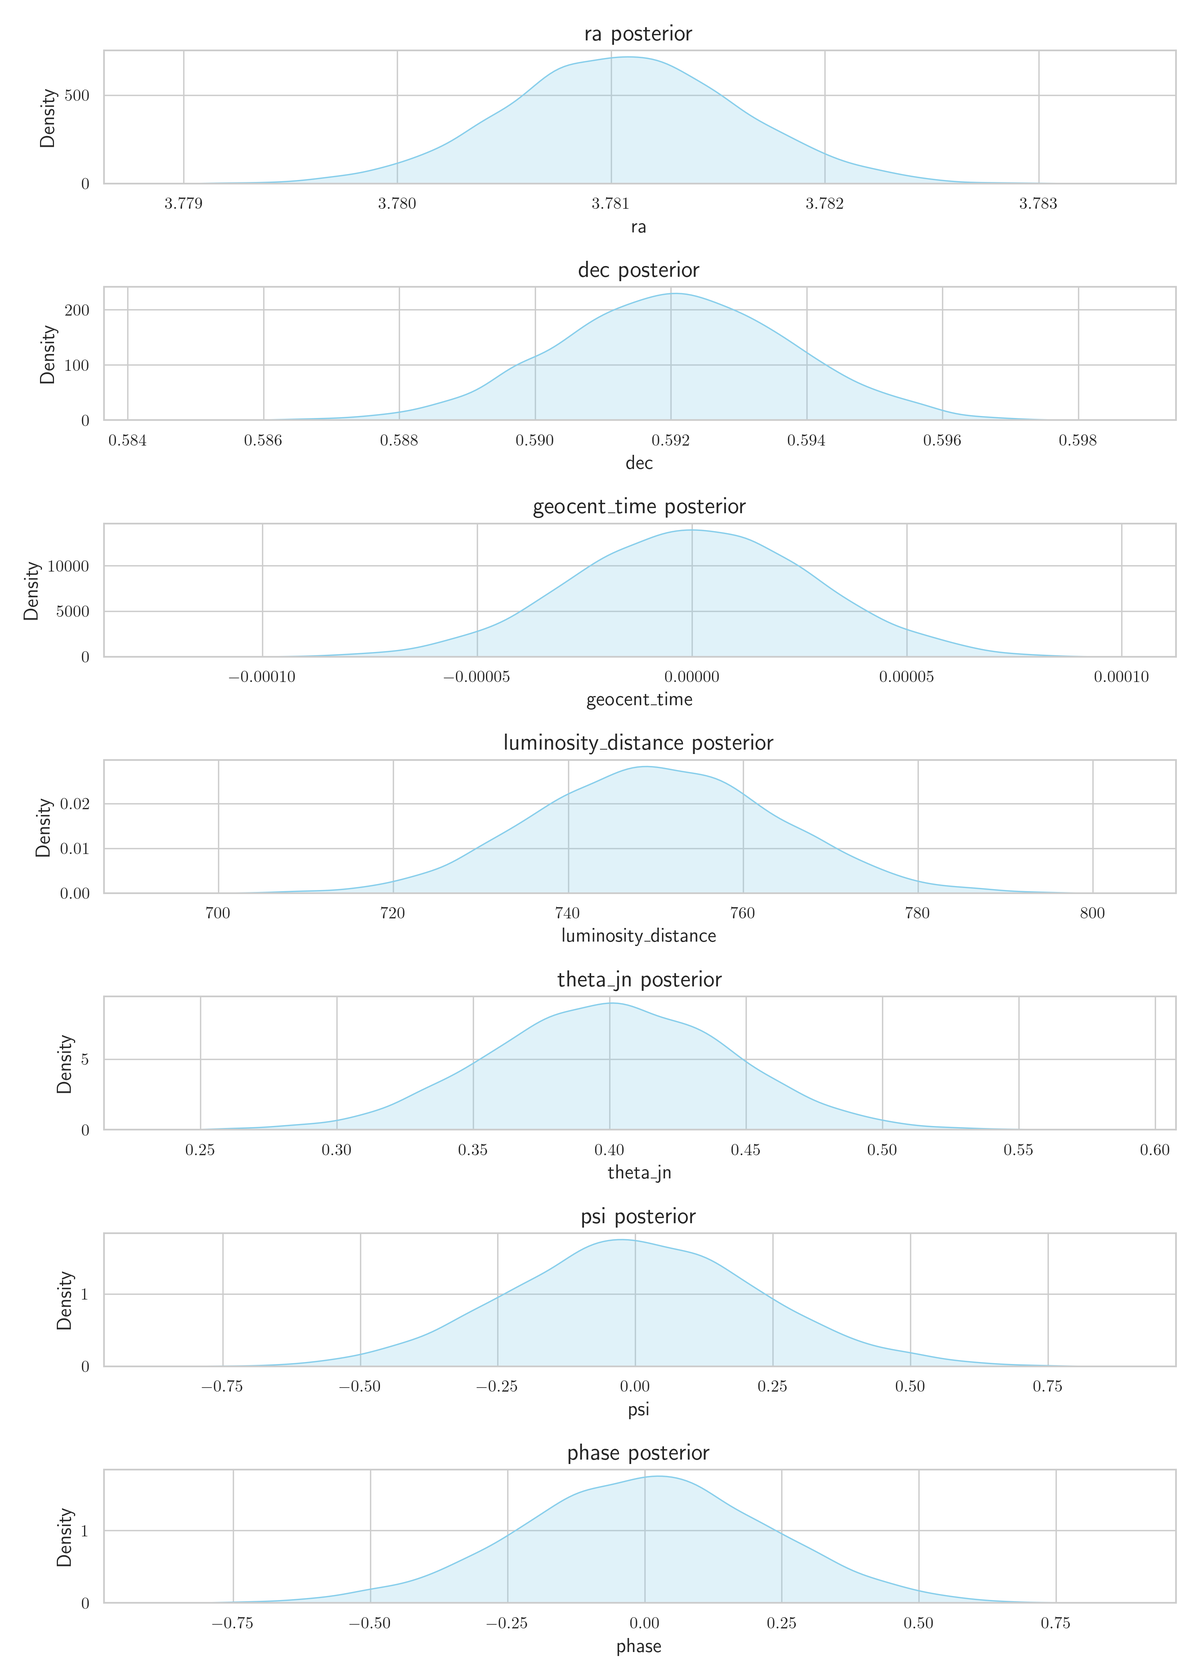 ra posterior
Density
500
0
3.779 3.780 3.781 3.782 3.783
ra
dec posterior
Density
200
100
0
0.584 0.586 0.588 0.590 0.592 0.594 0.596 0.598
dec
geocent_time posterior
Density
10000
5000
0
−0.00010 −0.00005 0.00000 0.00005 0.00010
geocent_time
luminosity_distance posterior
Density
0.02
0.01
0.00
700 720 740 760 780 800
luminosity_distance
theta_jn posterior
Density
5
0
0.25 0.30 0.35 0.40 0.45 0.50 0.55 0.60
theta_jn
psi posterior
Density
1
0
−0.75 −0.50 −0.25 0.00 0.25 0.50 0.75
psi
phase posterior
Density
1
0
−0.75 −0.50 −0.25 0.00 0.25 0.50 0.75
phase